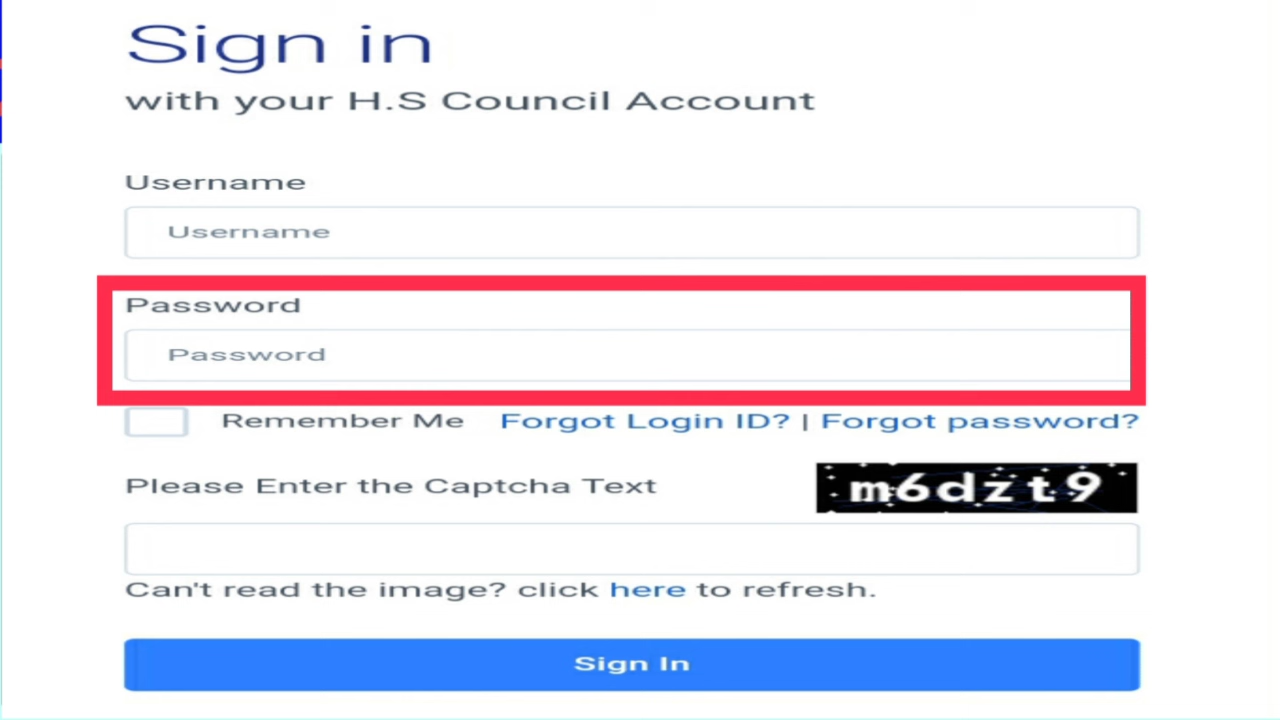 Sign in
with your H.S Council Account
Username
Username
Password
Password
Remember Me Forgot Login ID? | Forgot password?
Please Enter the Captcha Text m6dzt9
Can't read the image? click here to refresh.
Sign In